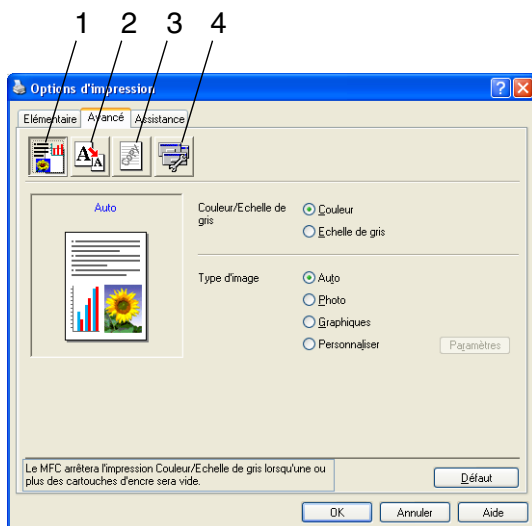 1 2 3 4
Options d'impression
Elémentaire Avancé Assistance
Auto
Couleur/Echelle de
gris
Couleur
Echelle de gris
Type d'image
Auto
Photo
Graphiques
Personnaliser
Paramètres
Le MFC arrêtera l'impression Couleur/Echelle de gris lorsqu'une ou
plus des cartouches d'encre sera
vide.
Défaut
OK Annuler Aide